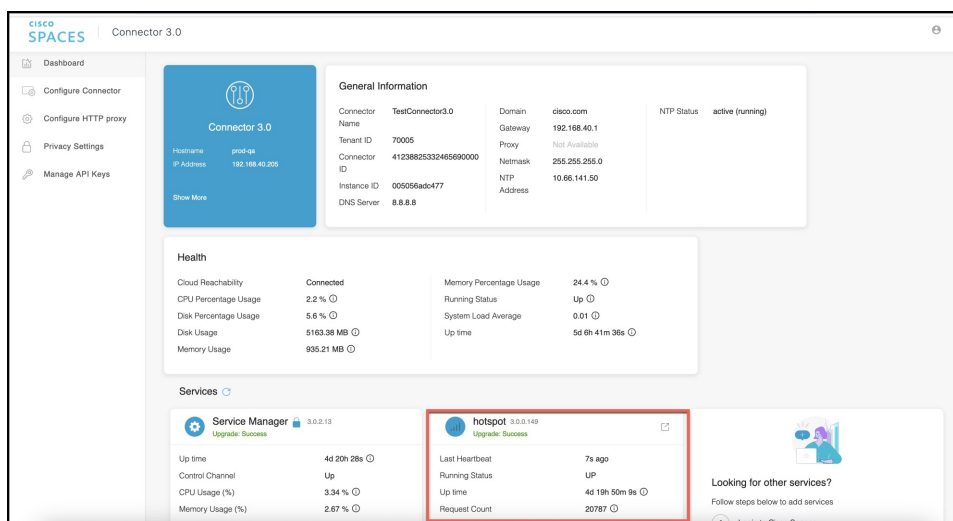 CISCO
SPACES
Connector 3.0
Dashboard
Configure Connector
Configure HTTP proxy
Privacy Settings
Manage API Keys
Connector 3.0
Hostname prod-qa
IP Address 192.168.40.205
Show More
General Information
Connector Name TestConnector3.0
Tenant ID 70005
Connector ID 41238825332465690000
Instance ID 005056adc477
DNS Server 8.8.8.8
Domain cisco.com
Gateway 192.168.40.1
Proxy Not Available
Netmask 255.255.255.0
NTP Address 10.66.141.50
NTP Status active (running)
Health
Cloud Reachability Connected
CPU Percentage Usage 2.2 %
Disk Percentage Usage 5.6 %
Disk Usage 5163.38 MB
Memory Usage 935.21 MB
Memory Percentage Usage 24.4 %
Running Status Up
System Load Average 0.01
Up time 5d 6h 41m 36s
Services
Service Manager 3.0.2.13
Upgrade: Success
Up time 4d 20h 28s
Control Channel Up
CPU Usage (%) 3.34 %
Memory Usage (%) 2.67 %
hotspot 3.0.0.149
Upgrade: Success
Last Heartbeat 7s ago
Running Status UP
Up time 4d 19h 50m 9s
Request Count 20787
Looking for other services?
Follow steps below to add services